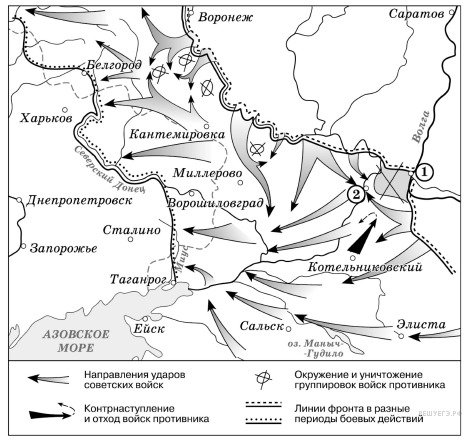 Воронеж
Саратов
Белгород
Харьков
Кантемировка
Волга
Северский Донец
Миллерово
1
2
Днепропетровск
Ворошиловград
Сталино
Запорожье
Миус
Котельниковский
Таганрог
АЗОВСКОЕ
МОРЕ
Ейск
Сальск
Элиста
оз. Маныч-
Гудило
Направления ударов
советских войск
Окружение и уничтожение
группировок войск противника
Контрнаступление
и отход войск противника
Линии фронта в разные
периоды боевых действий
РЕШУЕГЭ.РФ